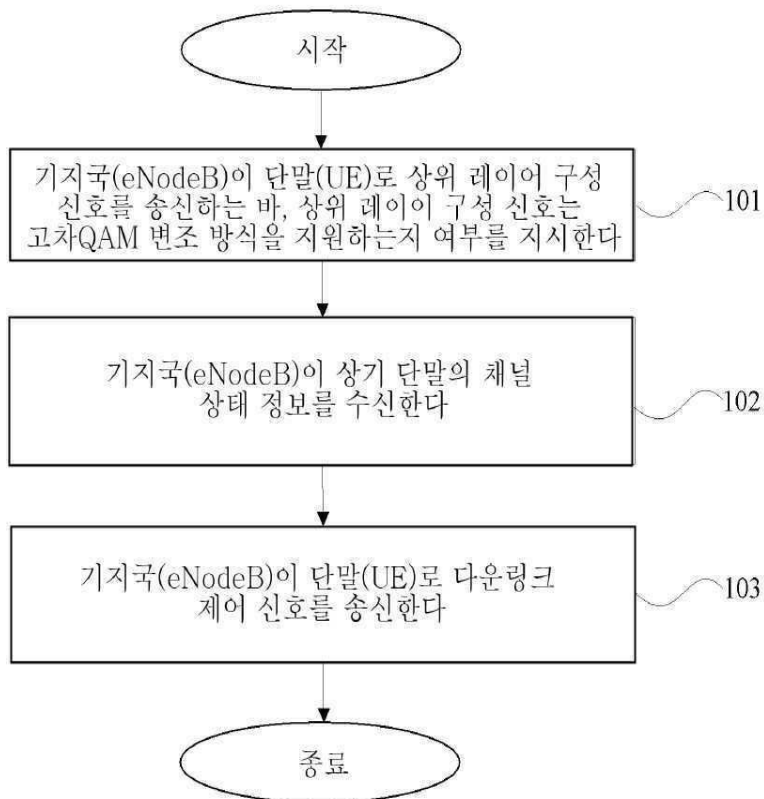 시작
기지국(eNodeB)이 단말(UE)로 상위 레이어 구성
신호를 송신하는 바, 상위 레이어 구성 신호는
고차QAM 변조 방식을 지원하는지 여부를 지시한다
101
기지국(eNodeB)이 상기 단말의 채널
상태 정보를 수신한다
102
기지국(eNodeB)이 단말(UE)로 다운링크
제어 신호를 송신한다
103
종료